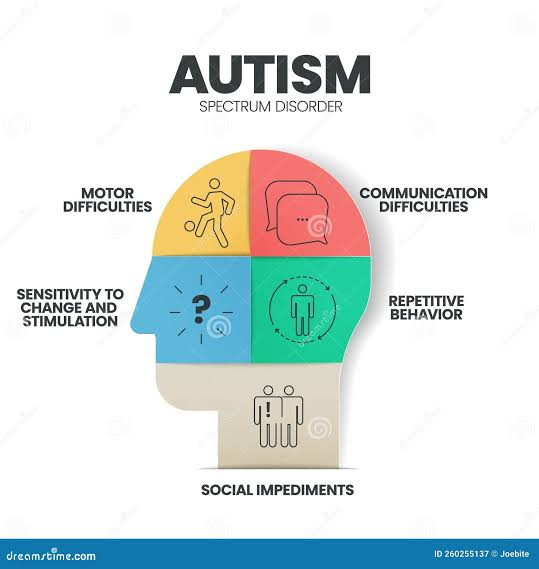 AUTISM
SPECTRUM DISORDER
MOTOR
DIFFICULTIES
COMMUNICATION
DIFFICULTIES
SENSITIVITY TO
CHANGE AND
STIMULATION
?
REPETITIVE
BEHAVIOR
!
SOCIAL IMPEDIMENTS
dreamstime.com
ID 260255137 © Joebite